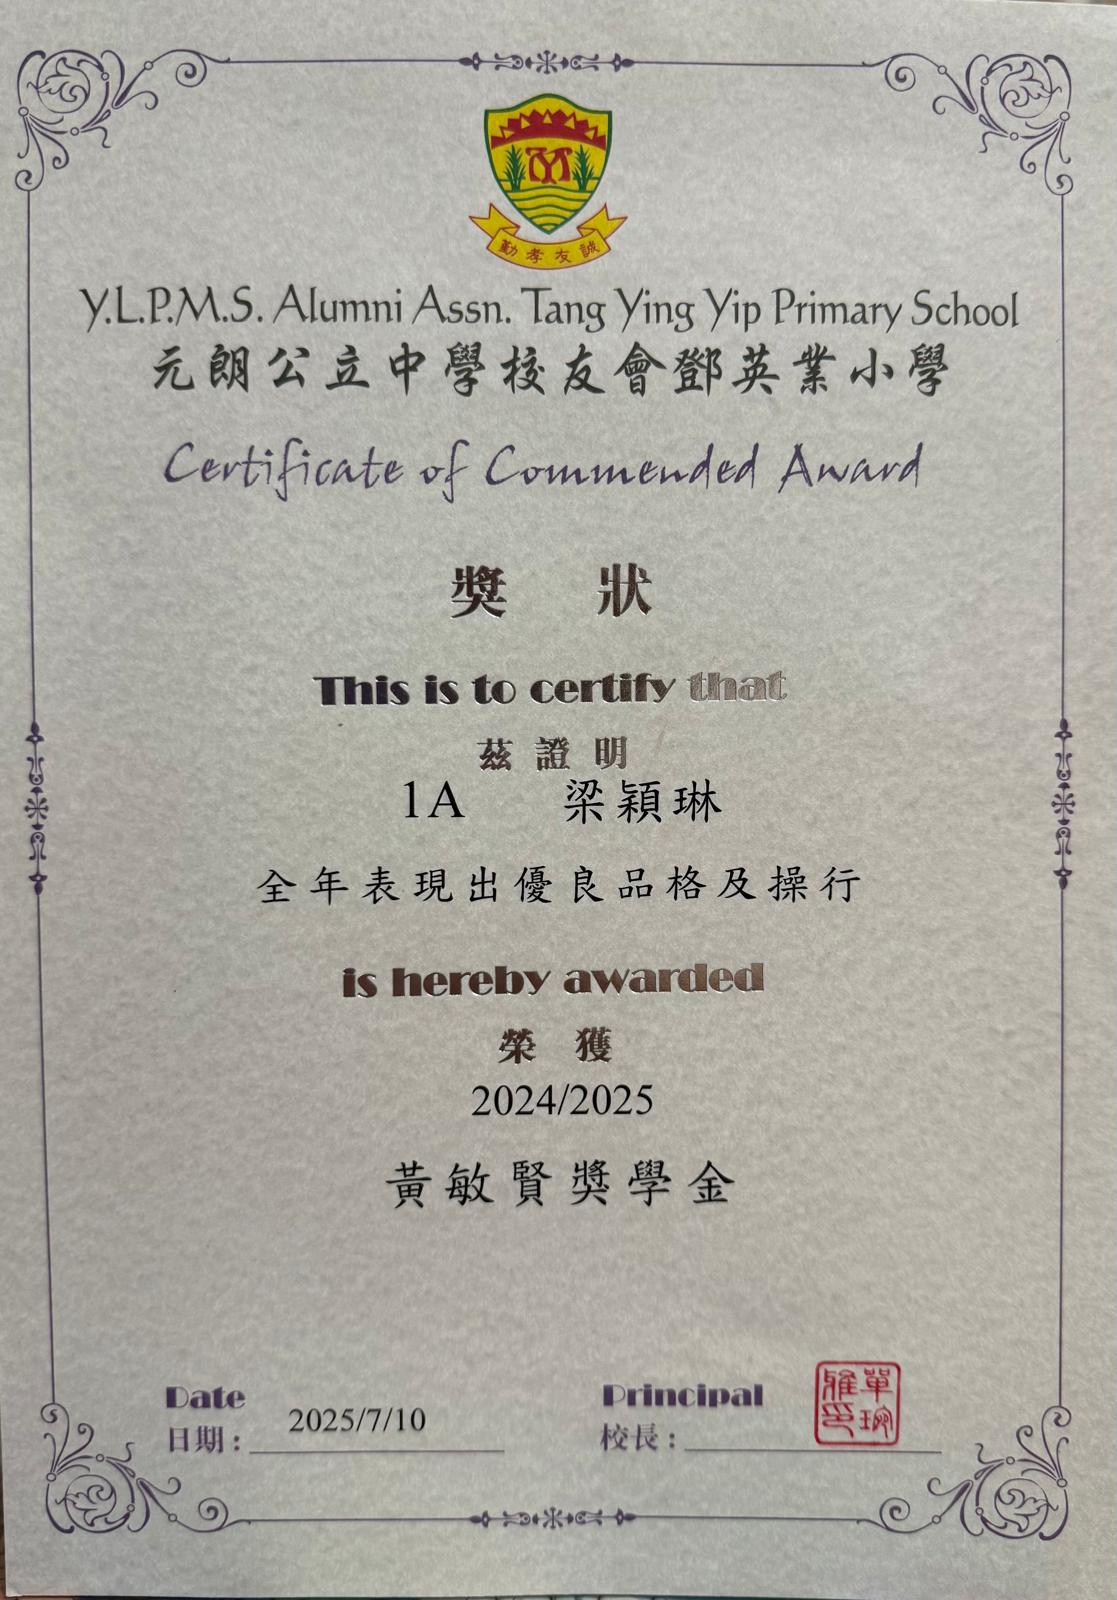 勤孝友誠
Y.L.P.M.S. Alumni Assn. Tang Ying Yip Primary School
元朗公立中學校友會鄧英業小學
Certificate of Commended Award
獎 狀
This is to certify that
茲證明
1A 梁穎琳
全年表現出優良品格及操行
is hereby awarded
榮獲
2024/2025
黃敏賢獎學金
Date
日期: 2025/7/10
Principal
校長:
單琬雅印